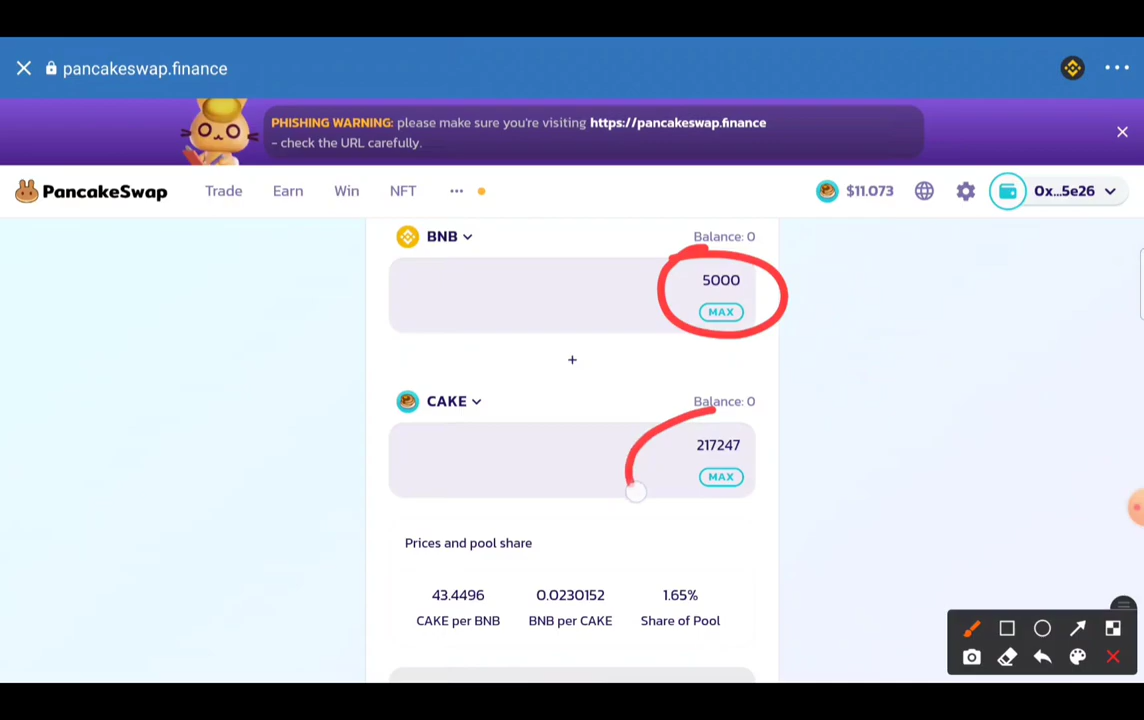 pancakeswap.finance
PHISHING WARNING: please make sure you're visiting https://pancakeswap.finance
- check the URL carefully.
PancakeSwap Trade Earn Win NFT $11.073 0x...5e26
BNB Balance: 0
5000
MAX
+
CAKE Balance: 0
217247
MAX
Prices and pool share
43.4496 0.0230152 1.65%
CAKE per BNB BNB per CAKE Share of Pool